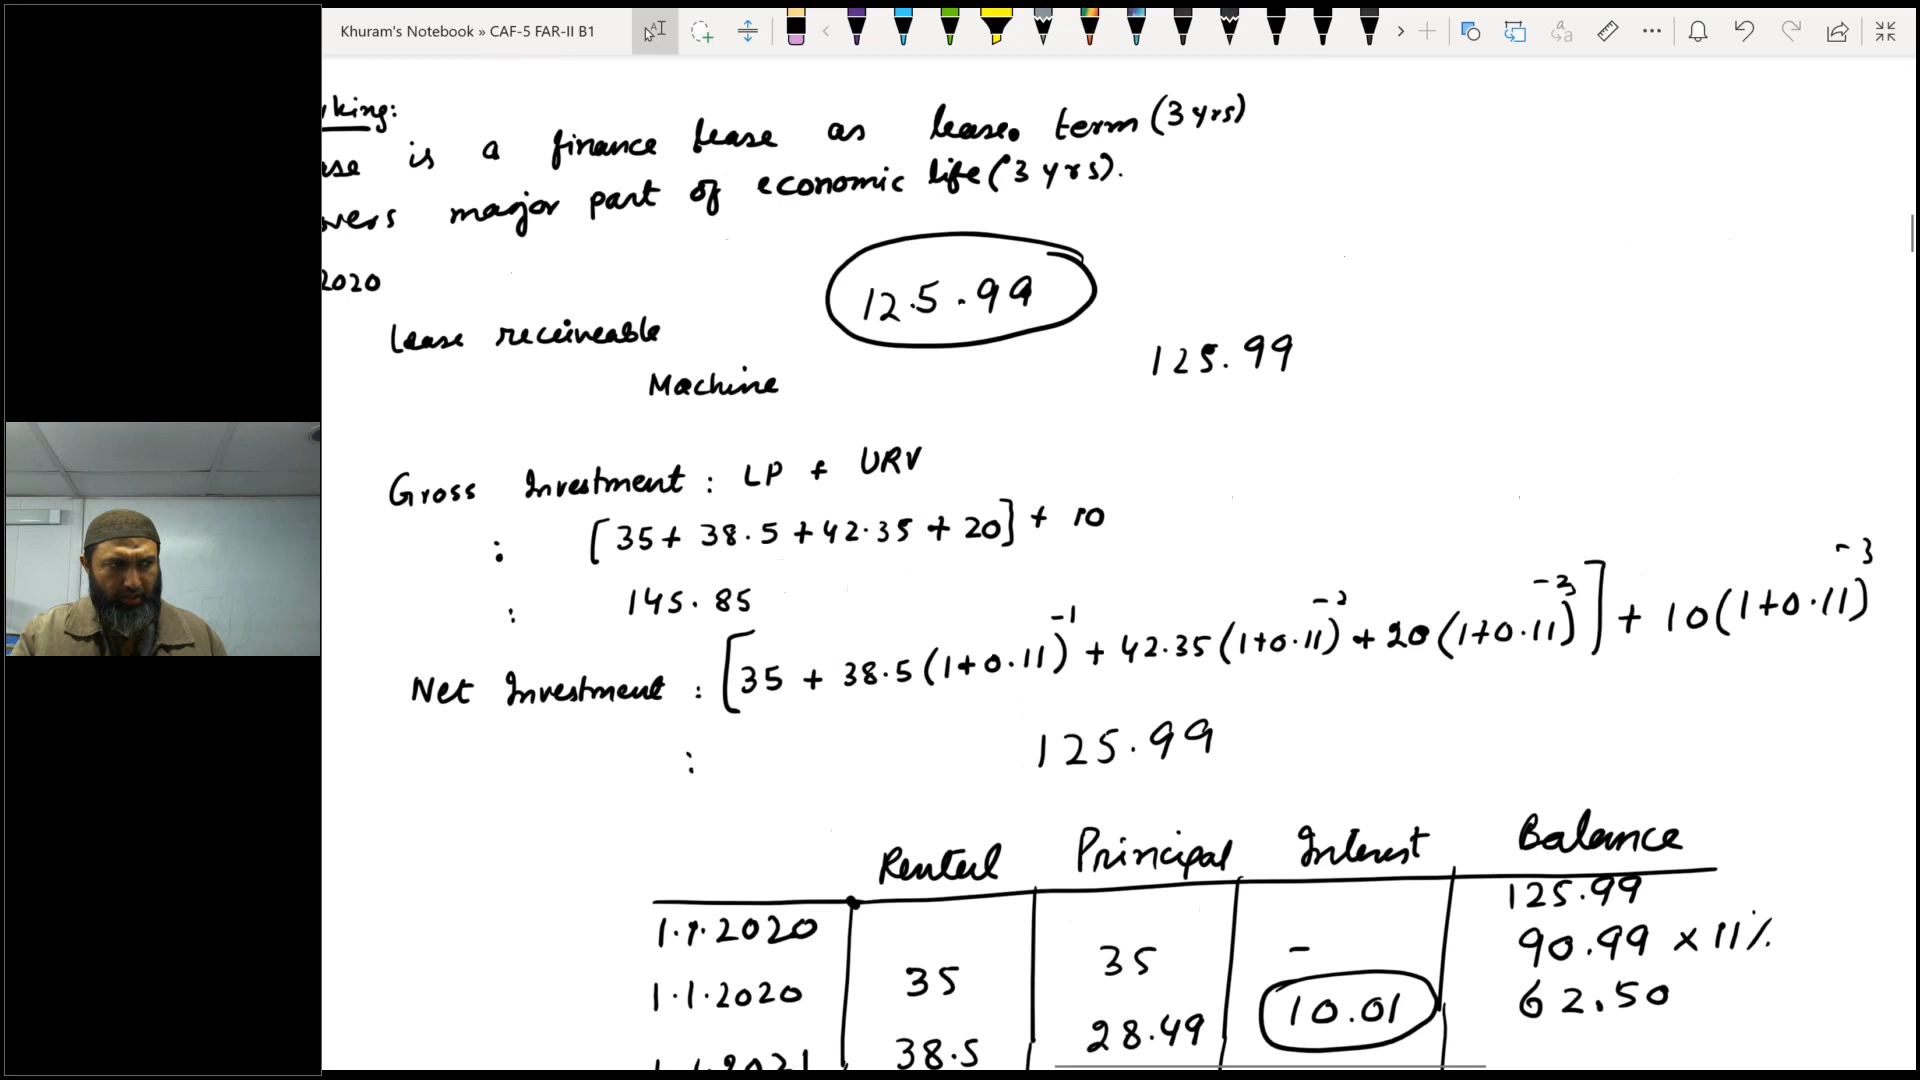 Khuram's Notebook » CAF-5 FAR-II B1
king:
se is a finance lease as lease term (3 yrs)
vers major part of economic life (3 yrs).
2020
Lease receiveable 125.99
Machine 125.99
Gross Investment : LP + URV
: [35 + 38.5 + 42.35 + 20] + 10
: 145.85
Net Investment : [35 + 38.5 (1+0.11)^-1 + 42.35 (1+0.11)^-2 + 20 (1+0.11)^-3] + 10 (1+0.11)^-3
: 125.99
Rental Principal Interest Balance
1.1.2020 125.99
1.1.2020 35 35 - 90.99 x 11%
38.5 28.49 10.01 62.50